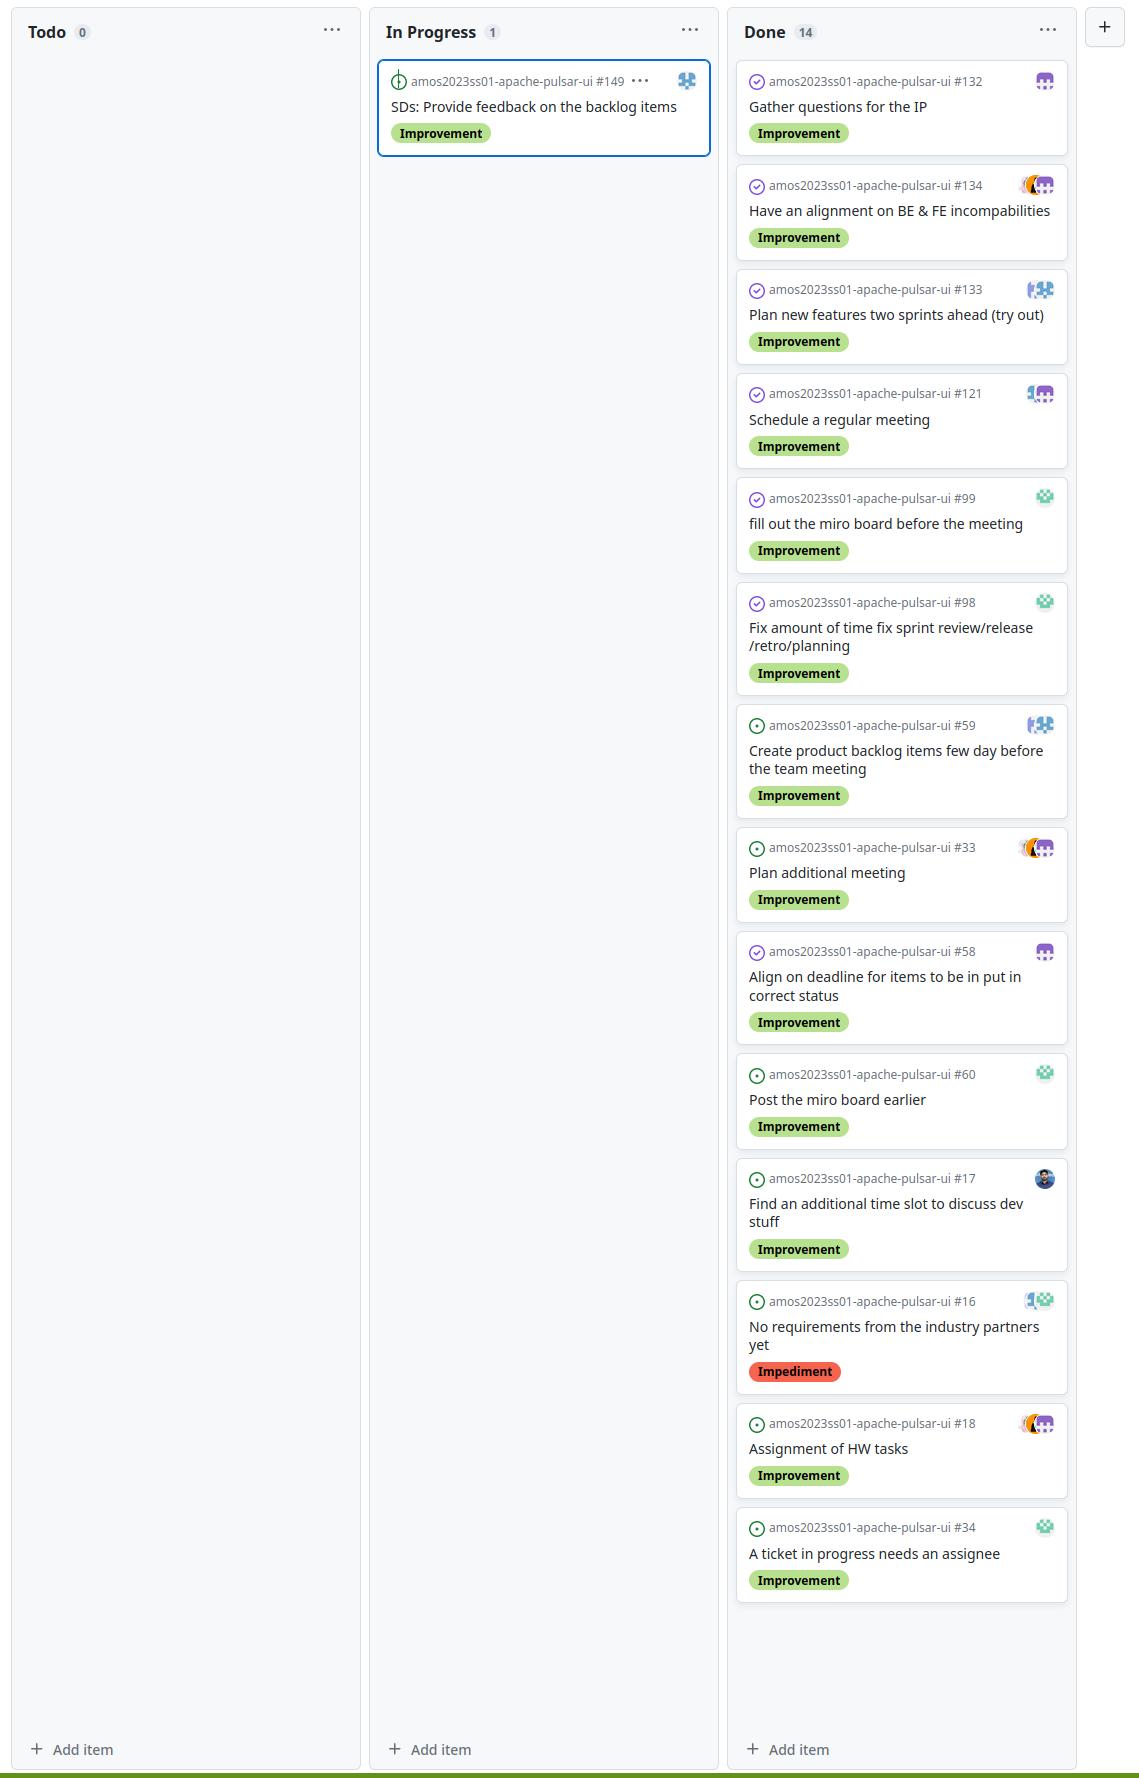 Todo 0
In Progress 1
amos2023ss01-apache-pulsar-ui #149
SDs: Provide feedback on the backlog items
Improvement
Done 14
amos2023ss01-apache-pulsar-ui #132
Gather questions for the IP
Improvement
amos2023ss01-apache-pulsar-ui #134
Have an alignment on BE & FE incompabilities
Improvement
amos2023ss01-apache-pulsar-ui #133
Plan new features two sprints ahead (try out)
Improvement
amos2023ss01-apache-pulsar-ui #121
Schedule a regular meeting
Improvement
amos2023ss01-apache-pulsar-ui #99
fill out the miro board before the meeting
Improvement
amos2023ss01-apache-pulsar-ui #98
Fix amount of time fix sprint review/release
/retro/planning
Improvement
amos2023ss01-apache-pulsar-ui #59
Create product backlog items few day before
the team meeting
Improvement
amos2023ss01-apache-pulsar-ui #33
Plan additional meeting
Improvement
amos2023ss01-apache-pulsar-ui #58
Align on deadline for items to be in put in
correct status
Improvement
amos2023ss01-apache-pulsar-ui #60
Post the miro board earlier
Improvement
amos2023ss01-apache-pulsar-ui #17
Find an additional time slot to discuss dev
stuff
Improvement
amos2023ss01-apache-pulsar-ui #16
No requirements from the industry partners
yet
Impediment
amos2023ss01-apache-pulsar-ui #18
Assignment of HW tasks
Improvement
amos2023ss01-apache-pulsar-ui #34
A ticket in progress needs an assignee
Improvement
+ Add item
+ Add item
+ Add item